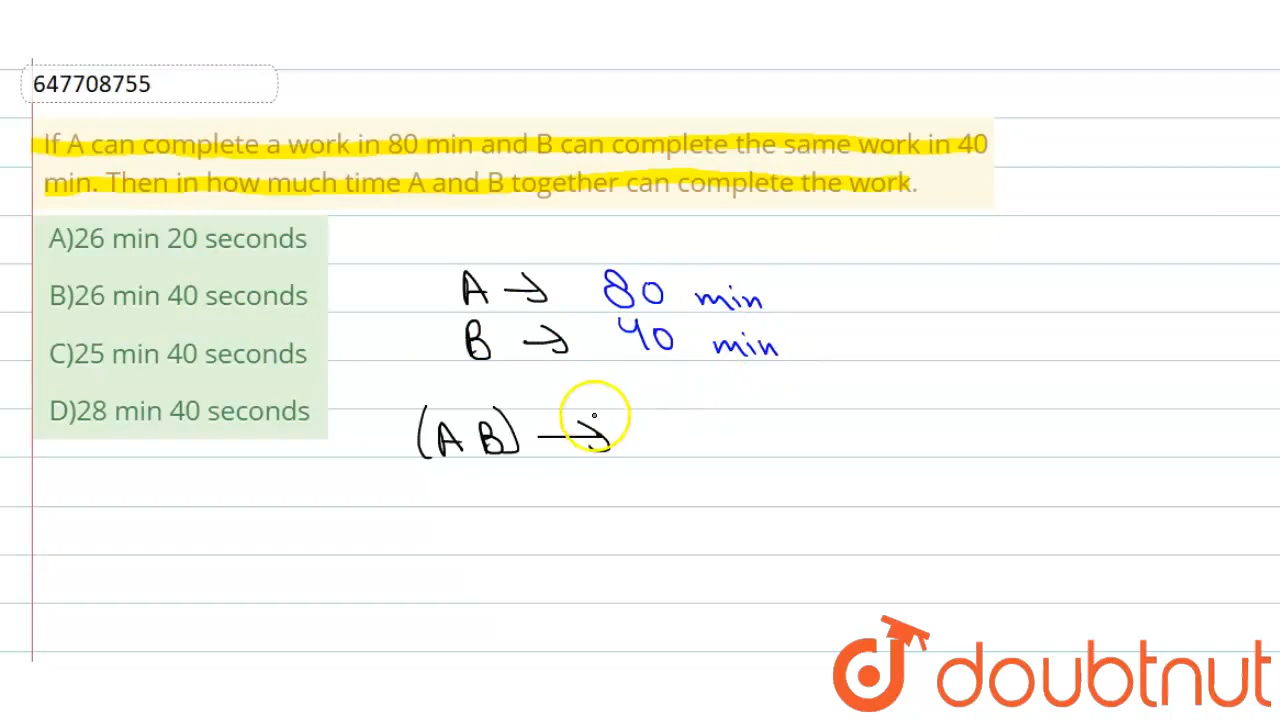 647708755
If A can complete a work in 80 min and B can complete the same work in 40
min. Then in how much time A and B together can complete the work.
A)26 min 20 seconds
B)26 min 40 seconds
C)25 min 40 seconds
D)28 min 40 seconds
A → 80 min
B → 40 min
(A B) →
doubtnut